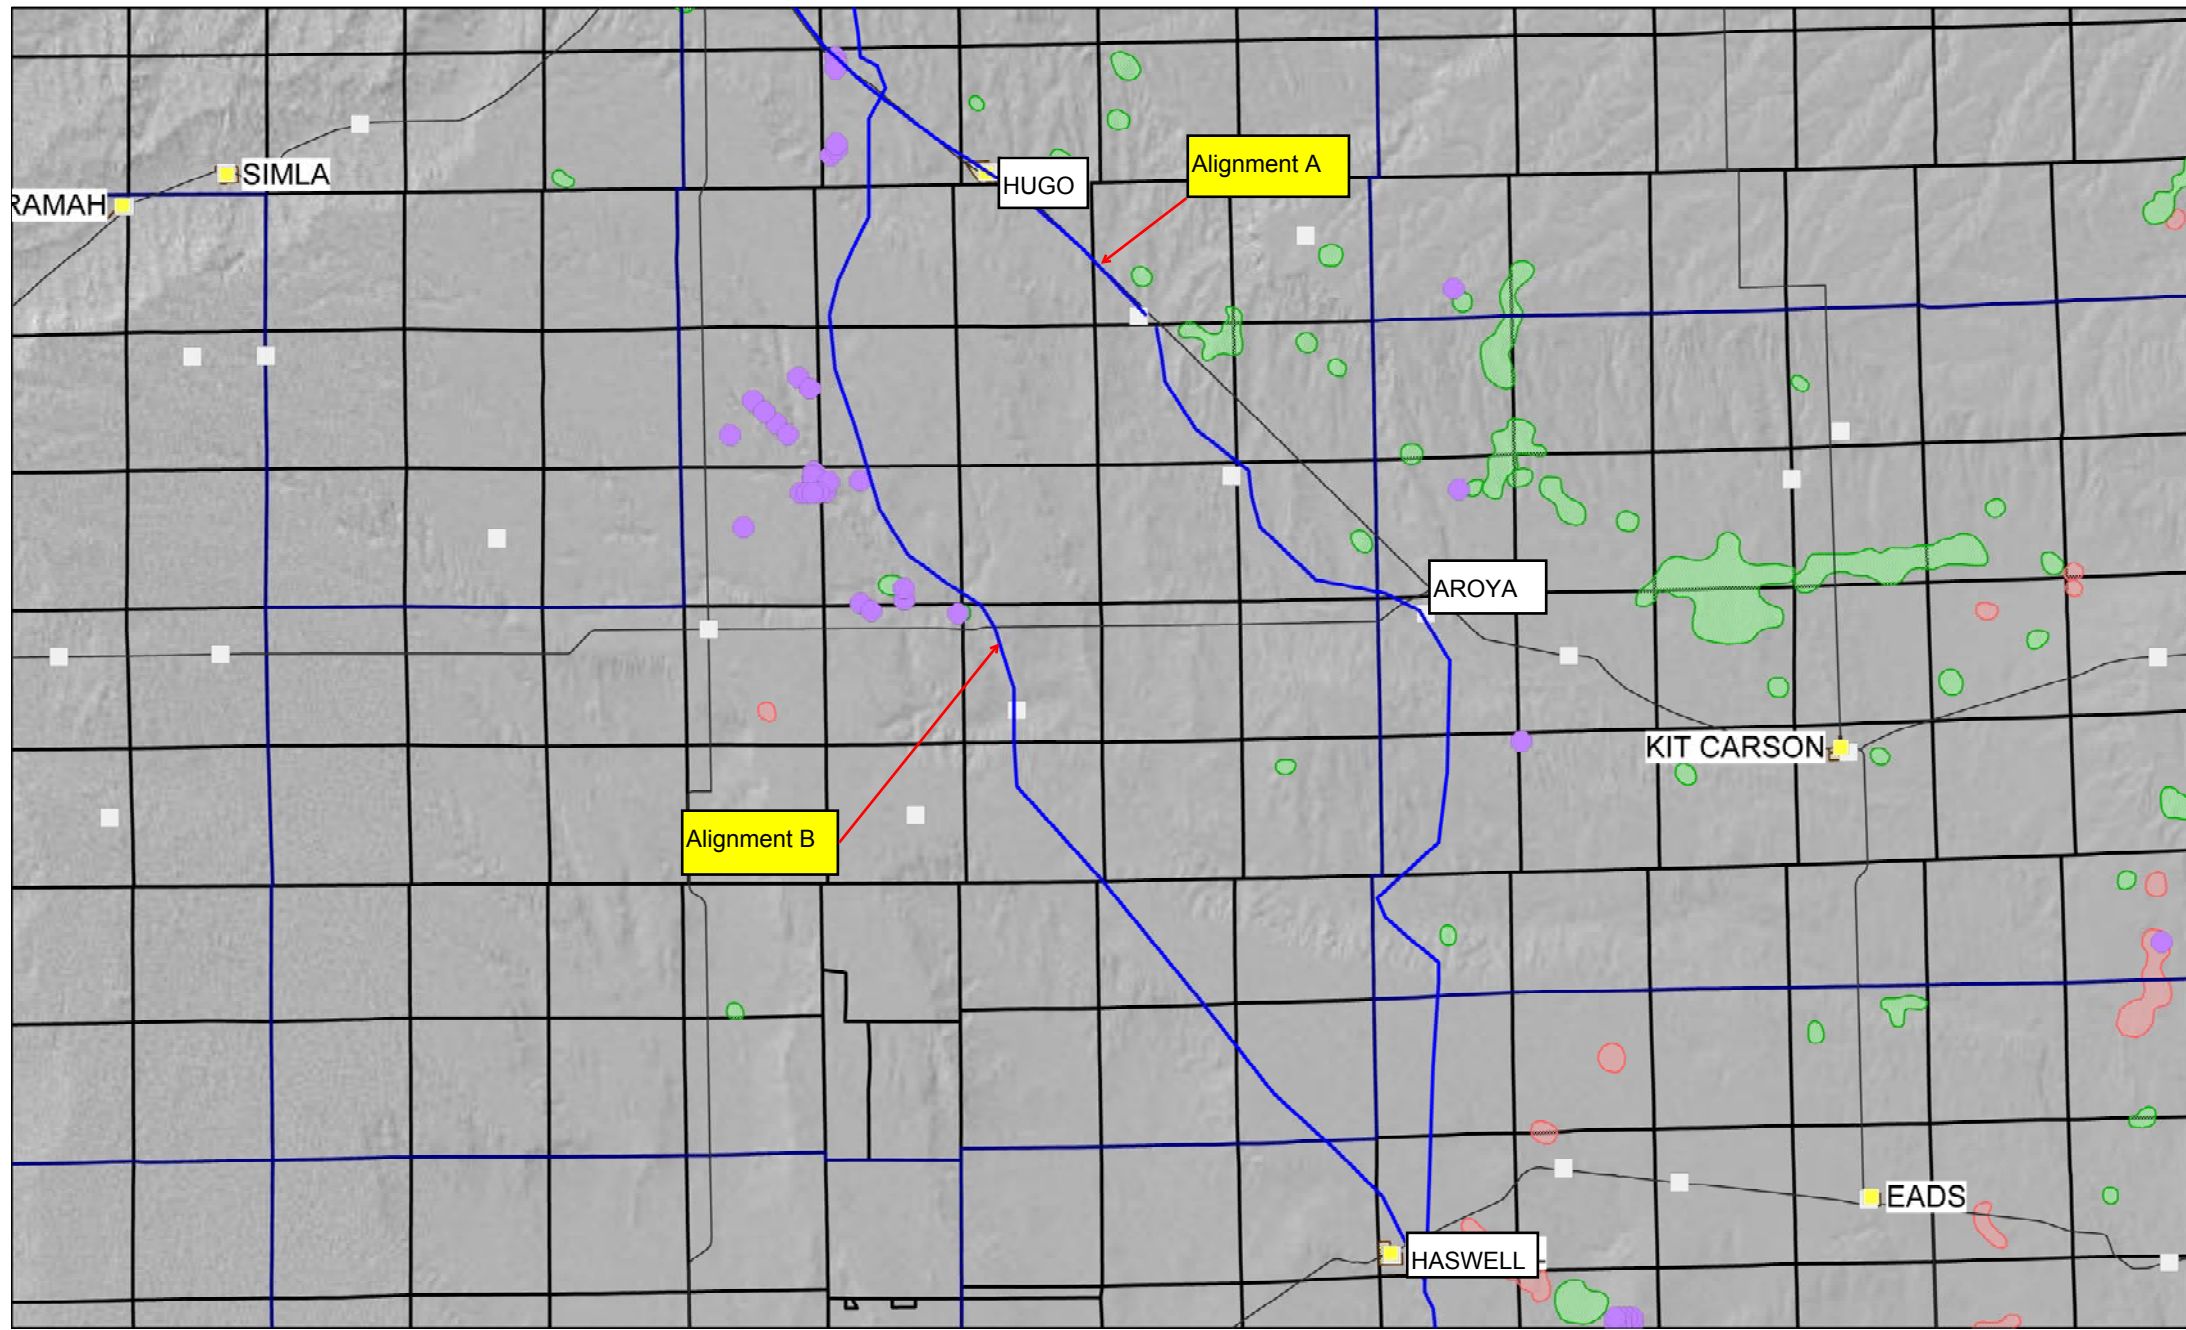 Alignment A
SIMLA
HUGO
RAMAH
AROYA
KIT CARSON
Alignment B
EADS
HASWELL